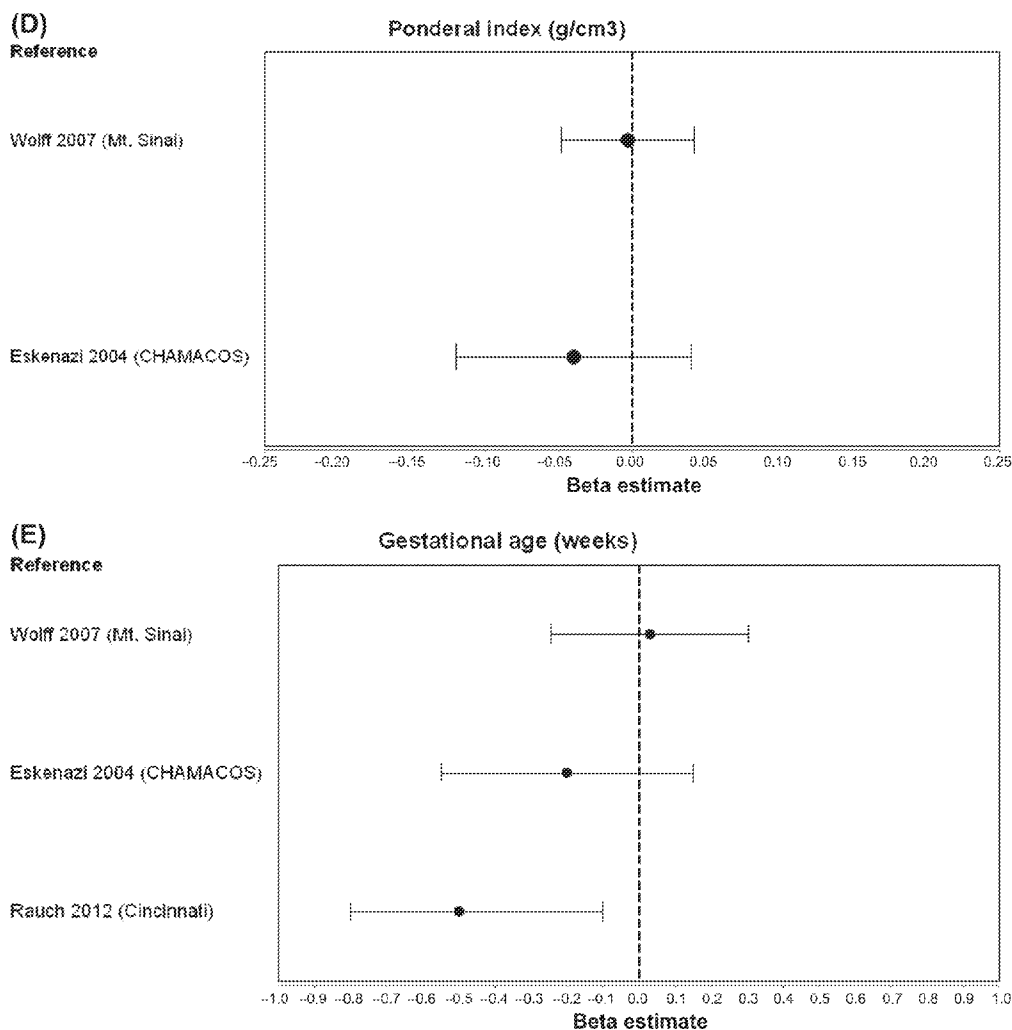 (D)
Ponderal index (g/cm3)
Reference
Wolff 2007 (Mt. Sinai)
Eskenazi 2004 (CHAMACOS)
-0.25 -0.20 -0.15 -0.10 -0.05 0.00 0.05 0.10 0.15 0.20 0.25
Beta estimate
(E)
Gestational age (weeks)
Reference
Wolff 2007 (Mt. Sinai)
Eskenazi 2004 (CHAMACOS)
Rauch 2012 (Cincinnati)
-1.0 -0.9 -0.8 -0.7 -0.6 -0.5 -0.4 -0.3 -0.2 -0.1 0.0 0.1 0.2 0.3 0.4 0.5 0.6 0.7 0.8 0.9 1.0
Beta estimate